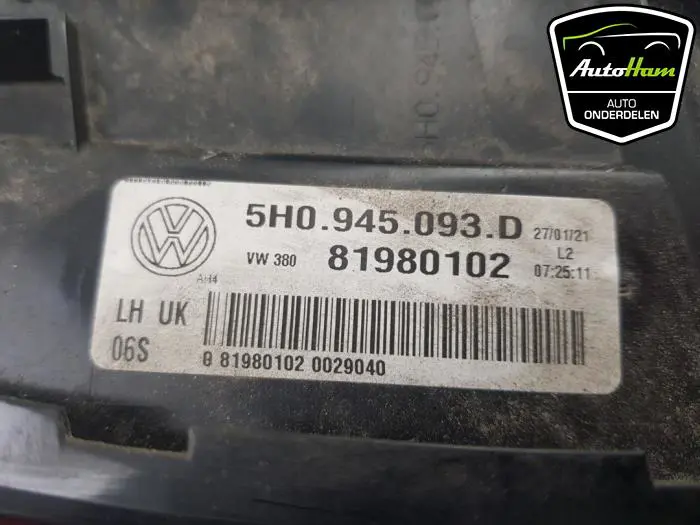 AutoHam
AUTO
ONDERDELEN
5H0.945.093.D
27/01/21
VW 380
81980102
L2
07:25:11
AH4
LH UK
06S
0 81980102 0029040